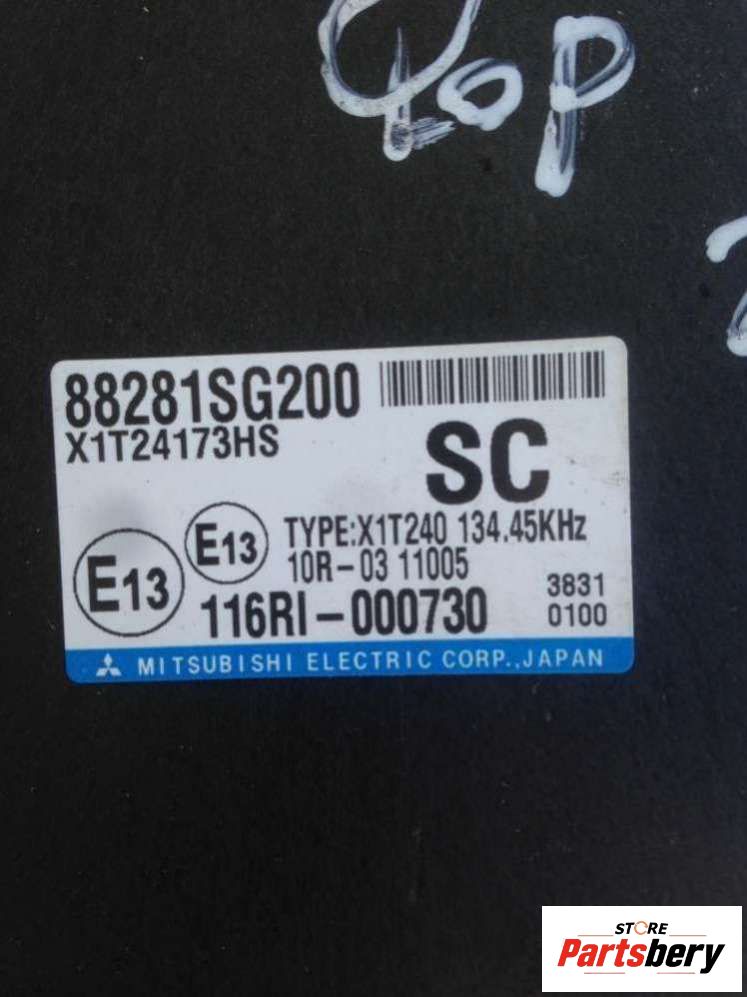 88281SG200
X1T24173HS
SC
E13
E13
TYPE:X1T240 134.45KHz
10R-03 11005
116RI-000730
3831
0100
MITSUBISHI ELECTRIC CORP.,JAPAN
STORE
Partsbery